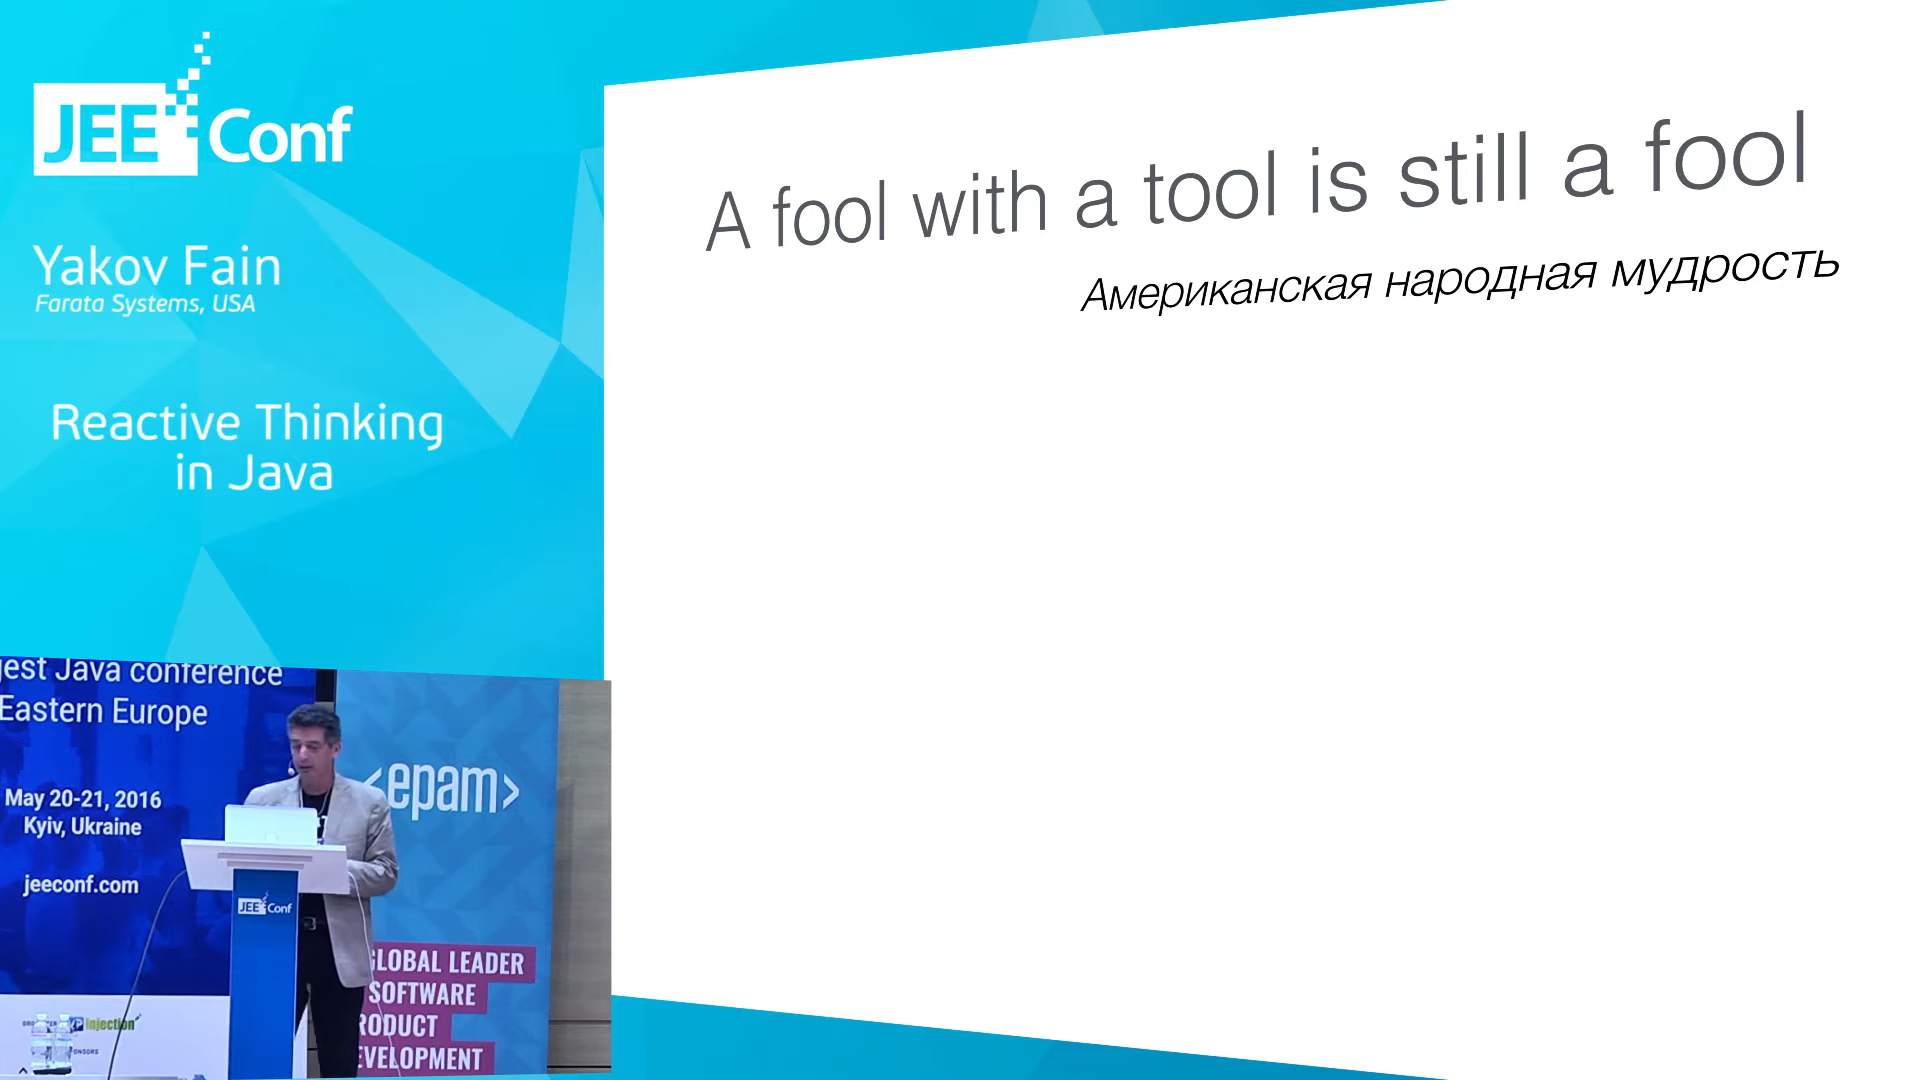 JEE Conf
Yakov Fain
Farata Systems, USA
Reactive Thinking
in Java
A fool with a tool is still a fool
Американская народная мудрость
gest Java conference
Eastern Europe
May 20-21, 2016
Kyiv, Ukraine
jeeconf.com
<epam>
JEE Conf
GLOBAL LEADER
SOFTWARE
RODUCT
EVELOPMENT
XP Injection